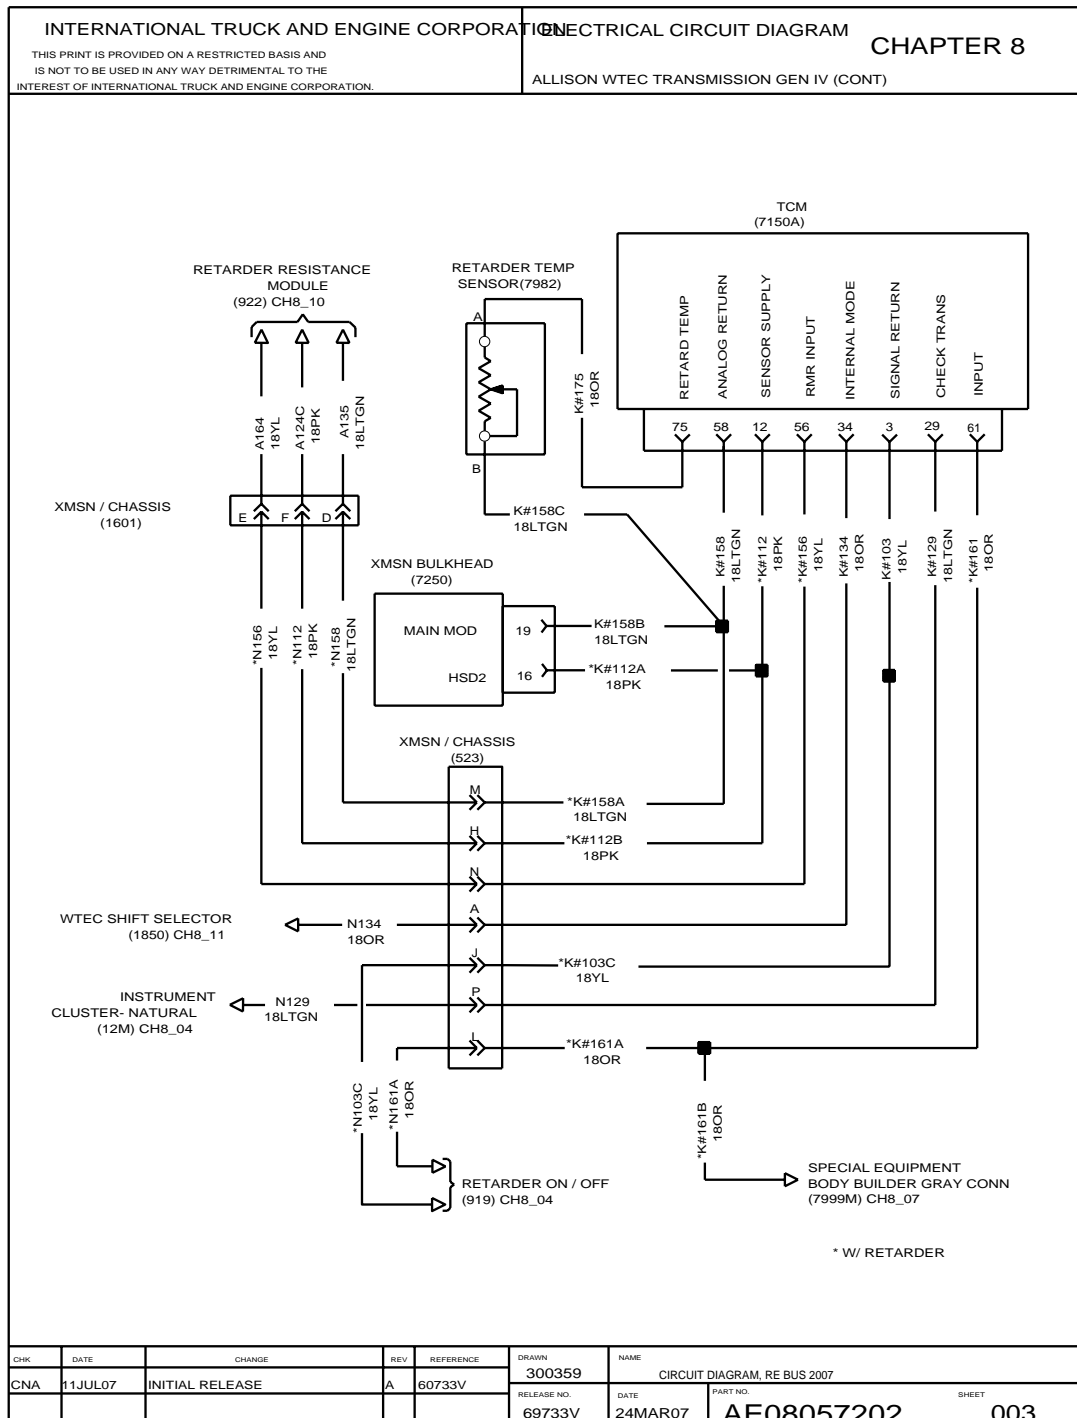 INTERNATIONAL TRUCK AND ENGINE CORPORATION
THIS PRINT IS PROVIDED ON A RESTRICTED BASIS AND
IS NOT TO BE USED IN ANY WAY DETRIMENTAL TO THE
INTEREST OF INTERNATIONAL TRUCK AND ENGINE CORPORATION.
ELECTRICAL CIRCUIT DIAGRAM
CHAPTER 8
ALLISON WTEC TRANSMISSION GEN IV (CONT)
TCM
(7150A)
RETARD TEMP
ANALOG RETURN
SENSOR SUPPLY
RMR INPUT
INTERNAL MODE
SIGNAL RETURN
CHECK TRANS
INPUT
75
58
12
56
34
3
29
61
RETARDER RESISTANCE
MODULE
(922) CH8_10
RETARDER TEMP
SENSOR(7982)
A
B
K#175
18OR
A164
18YL
A124C
18PK
A135
18LTGN
XMSN / CHASSIS
(1601)
E
F
D
K#158C
18LTGN
K#158
18LTGN
*K#112
18PK
*K#156
18YL
K#134
18OR
K#103
18YL
K#129
18LTGN
*K#161
18OR
XMSN BULKHEAD
(7250)
MAIN MOD
19
HSD2
16
K#158B
18LTGN
*K#112A
18PK
*N156
18YL
*N112
18PK
*N158
18LTGN
XMSN / CHASSIS
(523)
M
*K#158A
18LTGN
H
*K#112B
18PK
N
A
WTEC SHIFT SELECTOR
(1850) CH8_11
N134
18OR
J
*K#103C
18YL
P
INSTRUMENT
CLUSTER- NATURAL
(12M) CH8_04
N129
18LTGN
L
*K#161A
18OR
*N103C
18YL
*N161A
18OR
*K#161B
18OR
RETARDER ON / OFF
(919) CH8_04
SPECIAL EQUIPMENT
BODY BUILDER GRAY CONN
(7999M) CH8_07
* W/ RETARDER
CHK
DATE
CHANGE
REV
REFERENCE
CNA
11JUL07
INITIAL RELEASE
A
60733V
DRAWN
300359
NAME
CIRCUIT DIAGRAM, RE BUS 2007
RELEASE NO.
69733V
DATE
24MAR07
PART NO.
AE08057202
SHEET
003